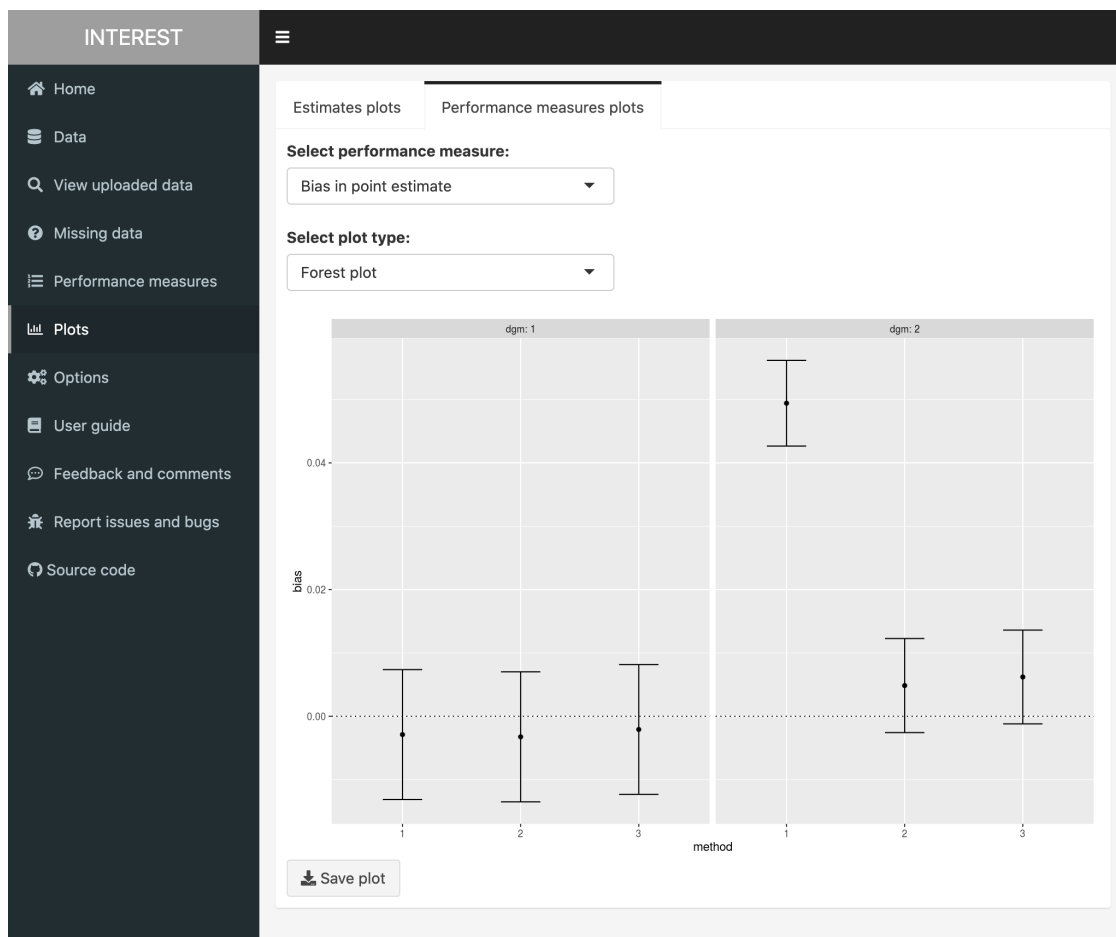 INTEREST
Home
Data
View uploaded data
Missing data
Performance measures
Plots
Options
User guide
Feedback and comments
Report issues and bugs
Source code
Estimates plots
Performance measures plots
Select performance measure:
Bias in point estimate
Select plot type:
Forest plot
dgm: 1
dgm: 2
bias
0.04
0.02
0.00
1
2
3
1
2
3
method
Save plot